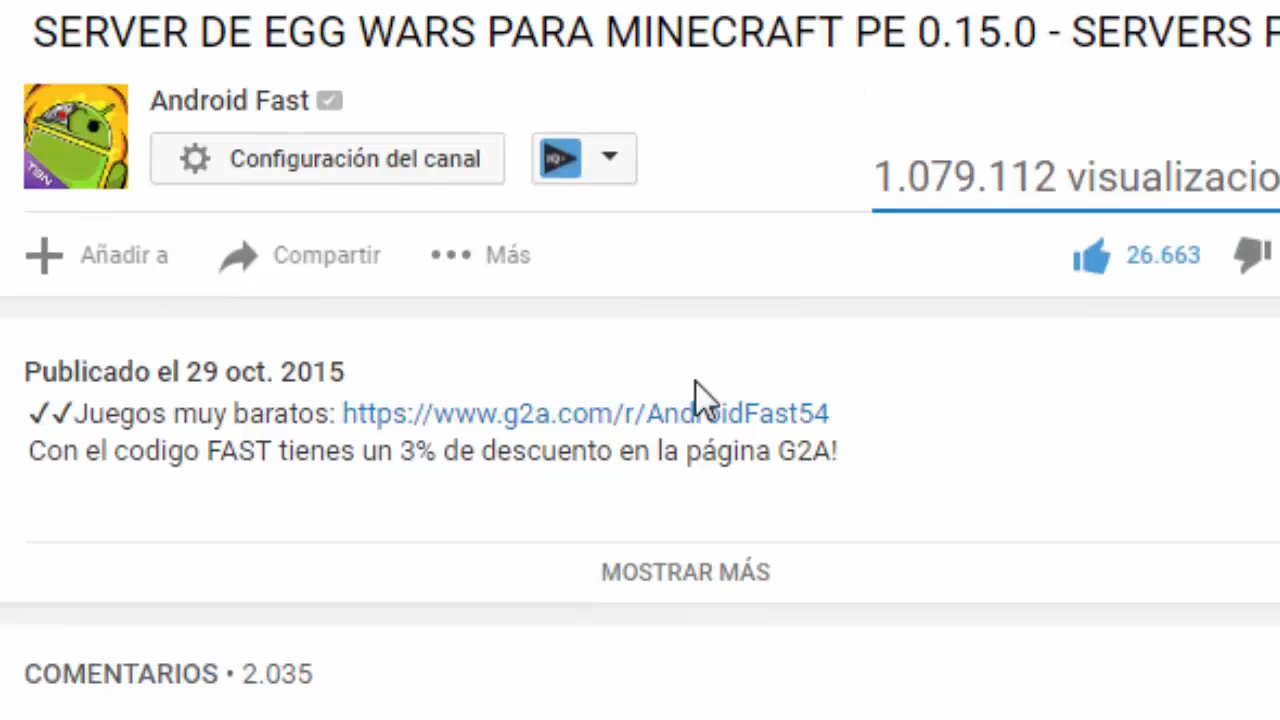 SERVER DE EGG WARS PARA MINECRAFT PE 0.15.0 - SERVERS
Android Fast
Configuración del canal
1.079.112 visualizacio
Añadir a
Compartir
Más
26.663
Publicado el 29 oct. 2015
✓✓Juegos muy baratos: https://www.g2a.com/r/AndroidFast54
Con el codigo FAST tienes un 3% de descuento en la página G2A!
MOSTRAR MÁS
COMENTARIOS • 2.035